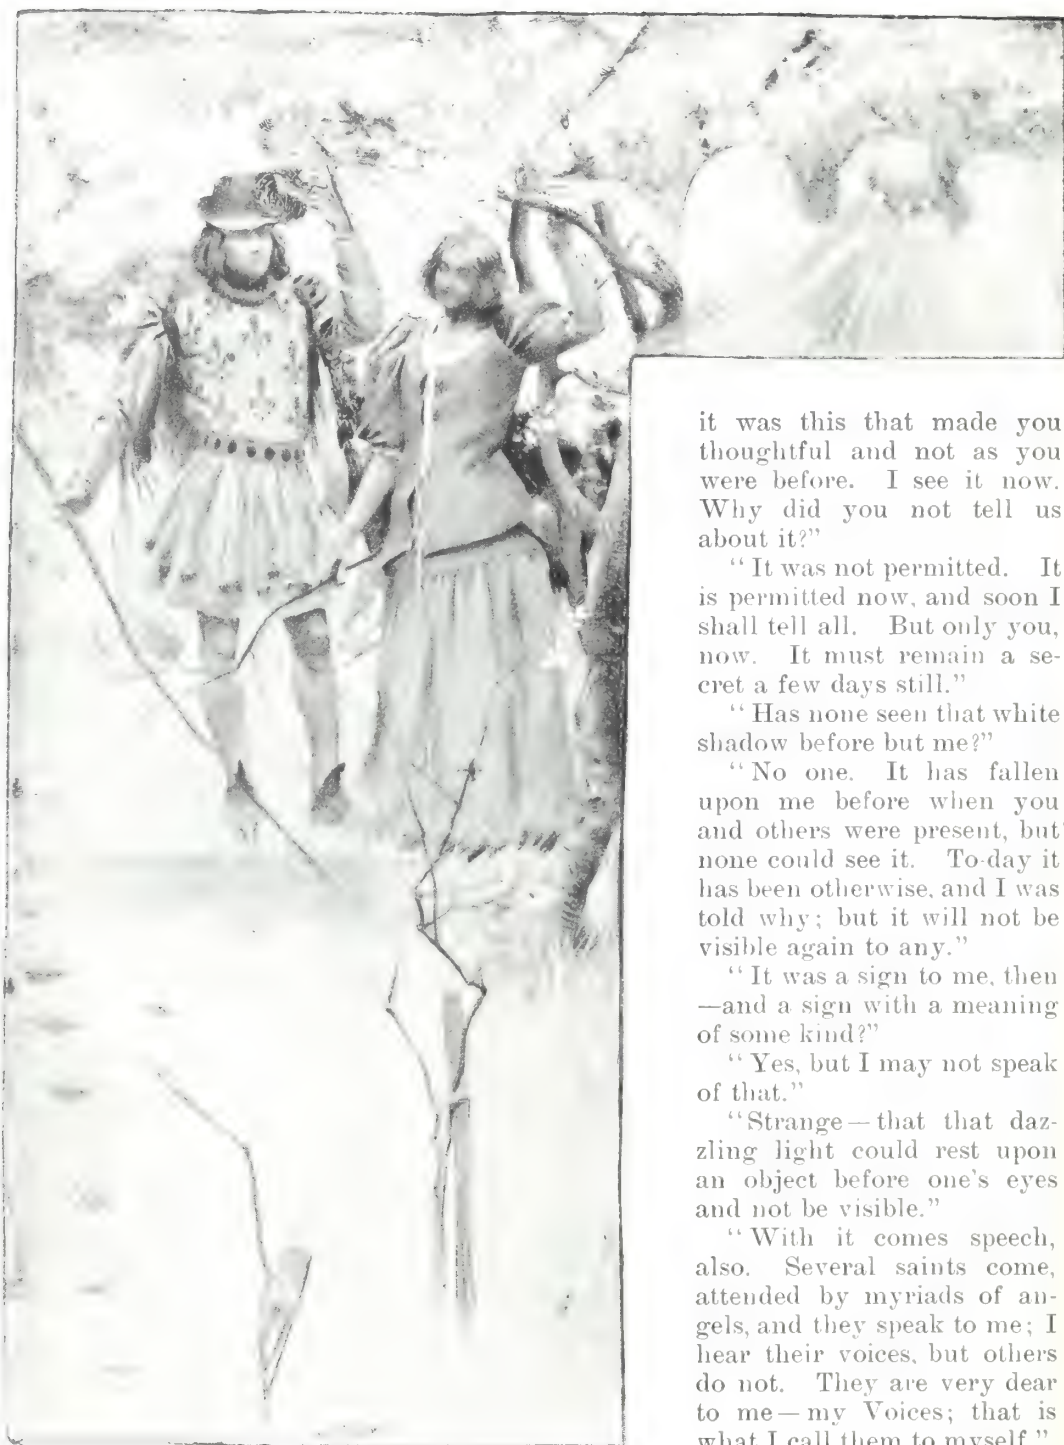 it was this that made you
thoughtful and not as you
were before. I see it now.
Why did you not tell us
about it?”
“ It was not permitted. It
is permitted now, and soon I
shall tell all. But only you,
now. It must remain a se-
cret a few days still.”
“ Has none seen that white
shadow before but me?”
“ No one. It has fallen
upon me before when you
and others were present, but
none could see it. To-day it
has been otherwise, and I was
told why; but it will not be
visible again to any.”
“ It was a sign to me, then
—and a sign with a meaning
of some kind?”
“ Yes, but I may not speak
of that.”
“Strange—that that daz-
zling light could rest upon
an object before one's eyes
and not be visible.”
“ With it comes speech,
also. Several saints come,
attended by myriads of an-
gels, and they speak to me; I
hear their voices, but others
do not. They are very dear
to me—my Voices; that is
what I call them to myself.”